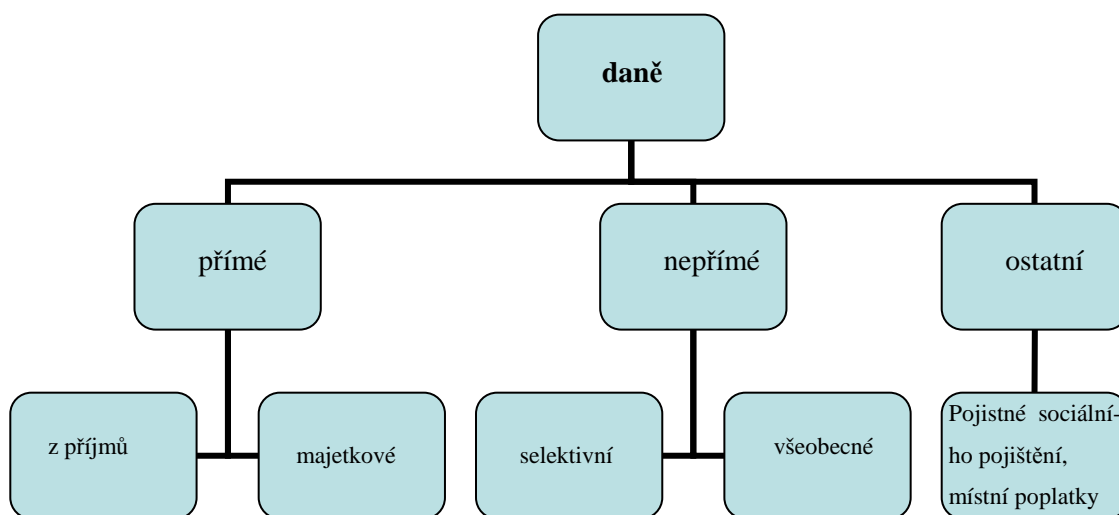 daně
přímé
nepřímé
ostatní
z příjmů
majetkové
selektivní
všeobecné
Pojistné sociální-
ho pojištění,
místní poplatky